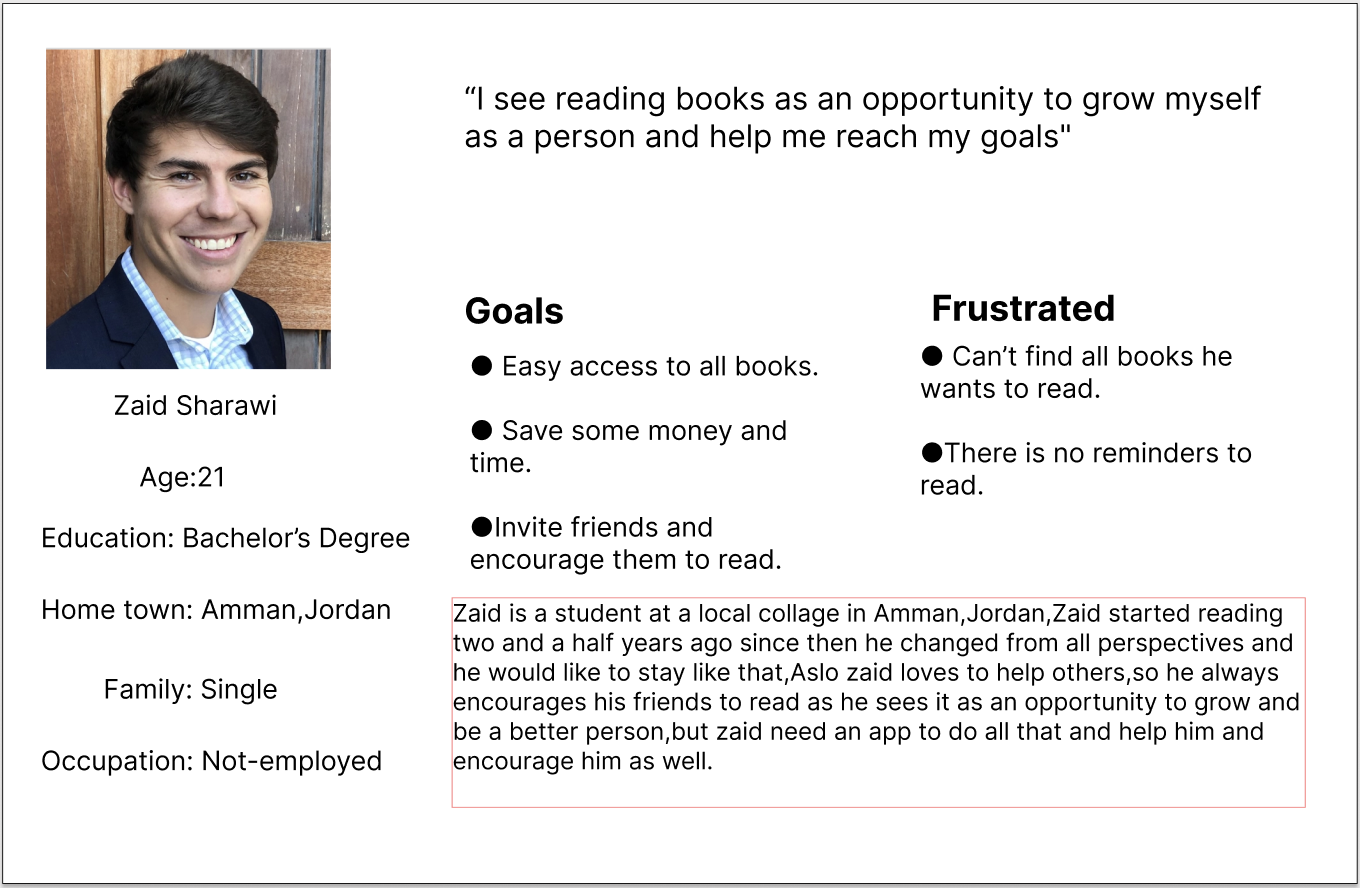 “I see reading books as an opportunity to grow myself
as a person and help me reach my goals"
Zaid Sharawi
Age:21
Education: Bachelor’s Degree
Home town: Amman,Jordan
Family: Single
Occupation: Not-employed
Goals
● Easy access to all books.
● Save some money and
time.
●Invite friends and
encourage them to read.
Frustrated
● Can’t find all books he
wants to read.
●There is no reminders to
read.
Zaid is a student at a local collage in Amman,Jordan,Zaid started reading
two and a half years ago since then he changed from all perspectives and
he would like to stay like that,Aslo zaid loves to help others,so he always
encourages his friends to read as he sees it as an opportunity to grow and
be a better person,but zaid need an app to do all that and help him and
encourage him as well.